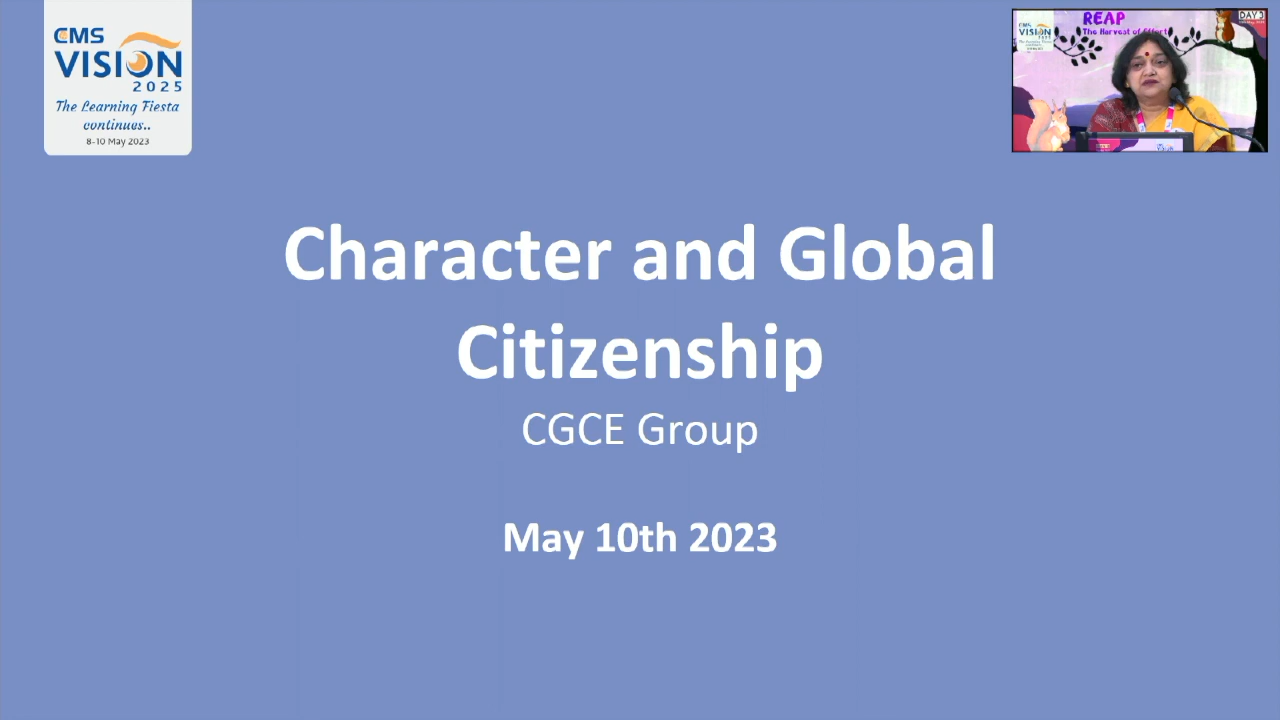 CMS
VISION
2025
The Learning Fiesta
continues..
8-10 May 2023
REAP
The Harvest of Effort
DAY 3
VISION
Character and Global
Citizenship
CGCE Group
May 10th 2023